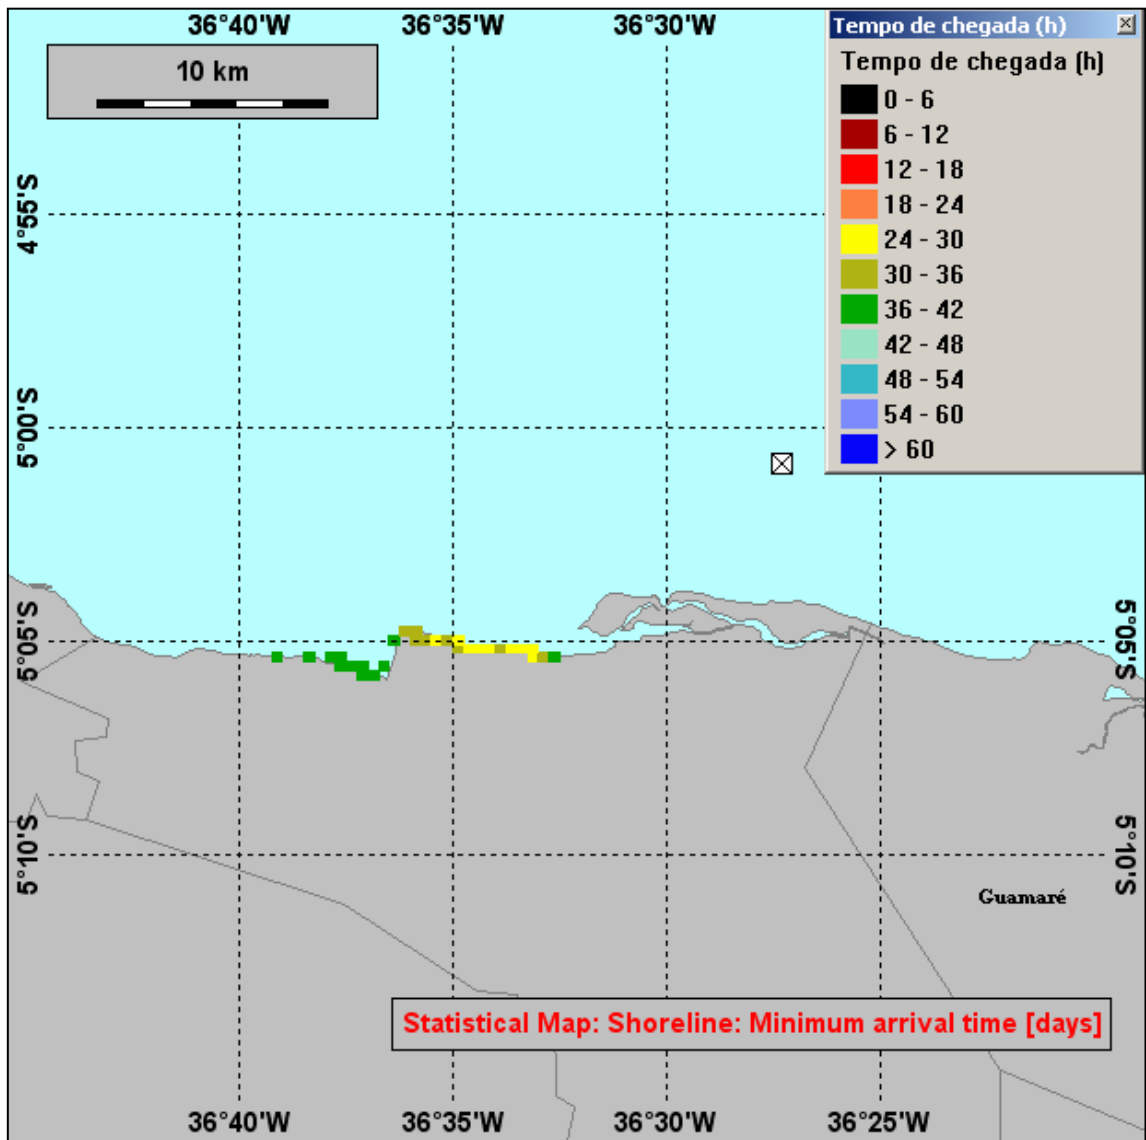 36°40'W 36°35'W 36°30'W
Tempo de chegada (h)
10 km
Tempo de chegada (h)
0 - 6
6 - 12
12 - 18
18 - 24
24 - 30
30 - 36
36 - 42
42 - 48
48 - 54
54 - 60
> 60
4°55'S
5°00'S
5°05'S 5°05'S
5°10'S 5°10'S
Guamaré
Statistical Map: Shoreline: Minimum arrival time [days]
36°40'W 36°35'W 36°30'W 36°25'W